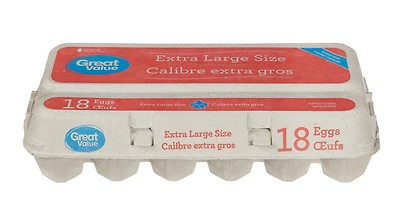 Great
Value
Extra Large Size
Calibre extra gros
18 Eggs
Œufs
Extra Large Size
Calibre extra gros
Great
Value
Extra Large Size
Calibre extra gros
18 Eggs
Œufs